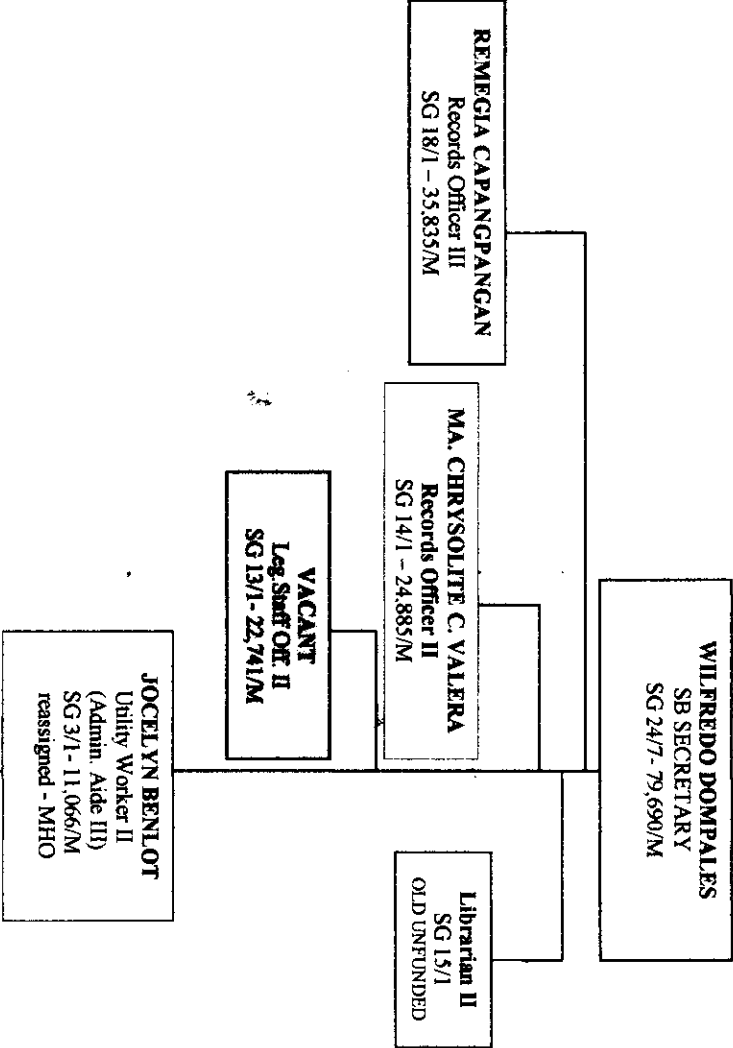 WILFREDO DOMPALES
SB SECRETARY
SG 24/7- 79,690/M
REMEGIA CAPANGPANGAN
Records Officer III
SG 18/1 – 35,835/M
MA. CHRYSOLITE C. VALERA
Records Officer II
SG 14/1 – 24,885/M
Librarian II
SG 15/1
OLD UNFUNDED
VACANT
Leg.Staff Off. II
SG 13/1- 22,741/M
JOCELYN BENLOT
Utility Worker II
(Admin. Aide III)
SG 3/1- 11,066/M
reassigned - MHO